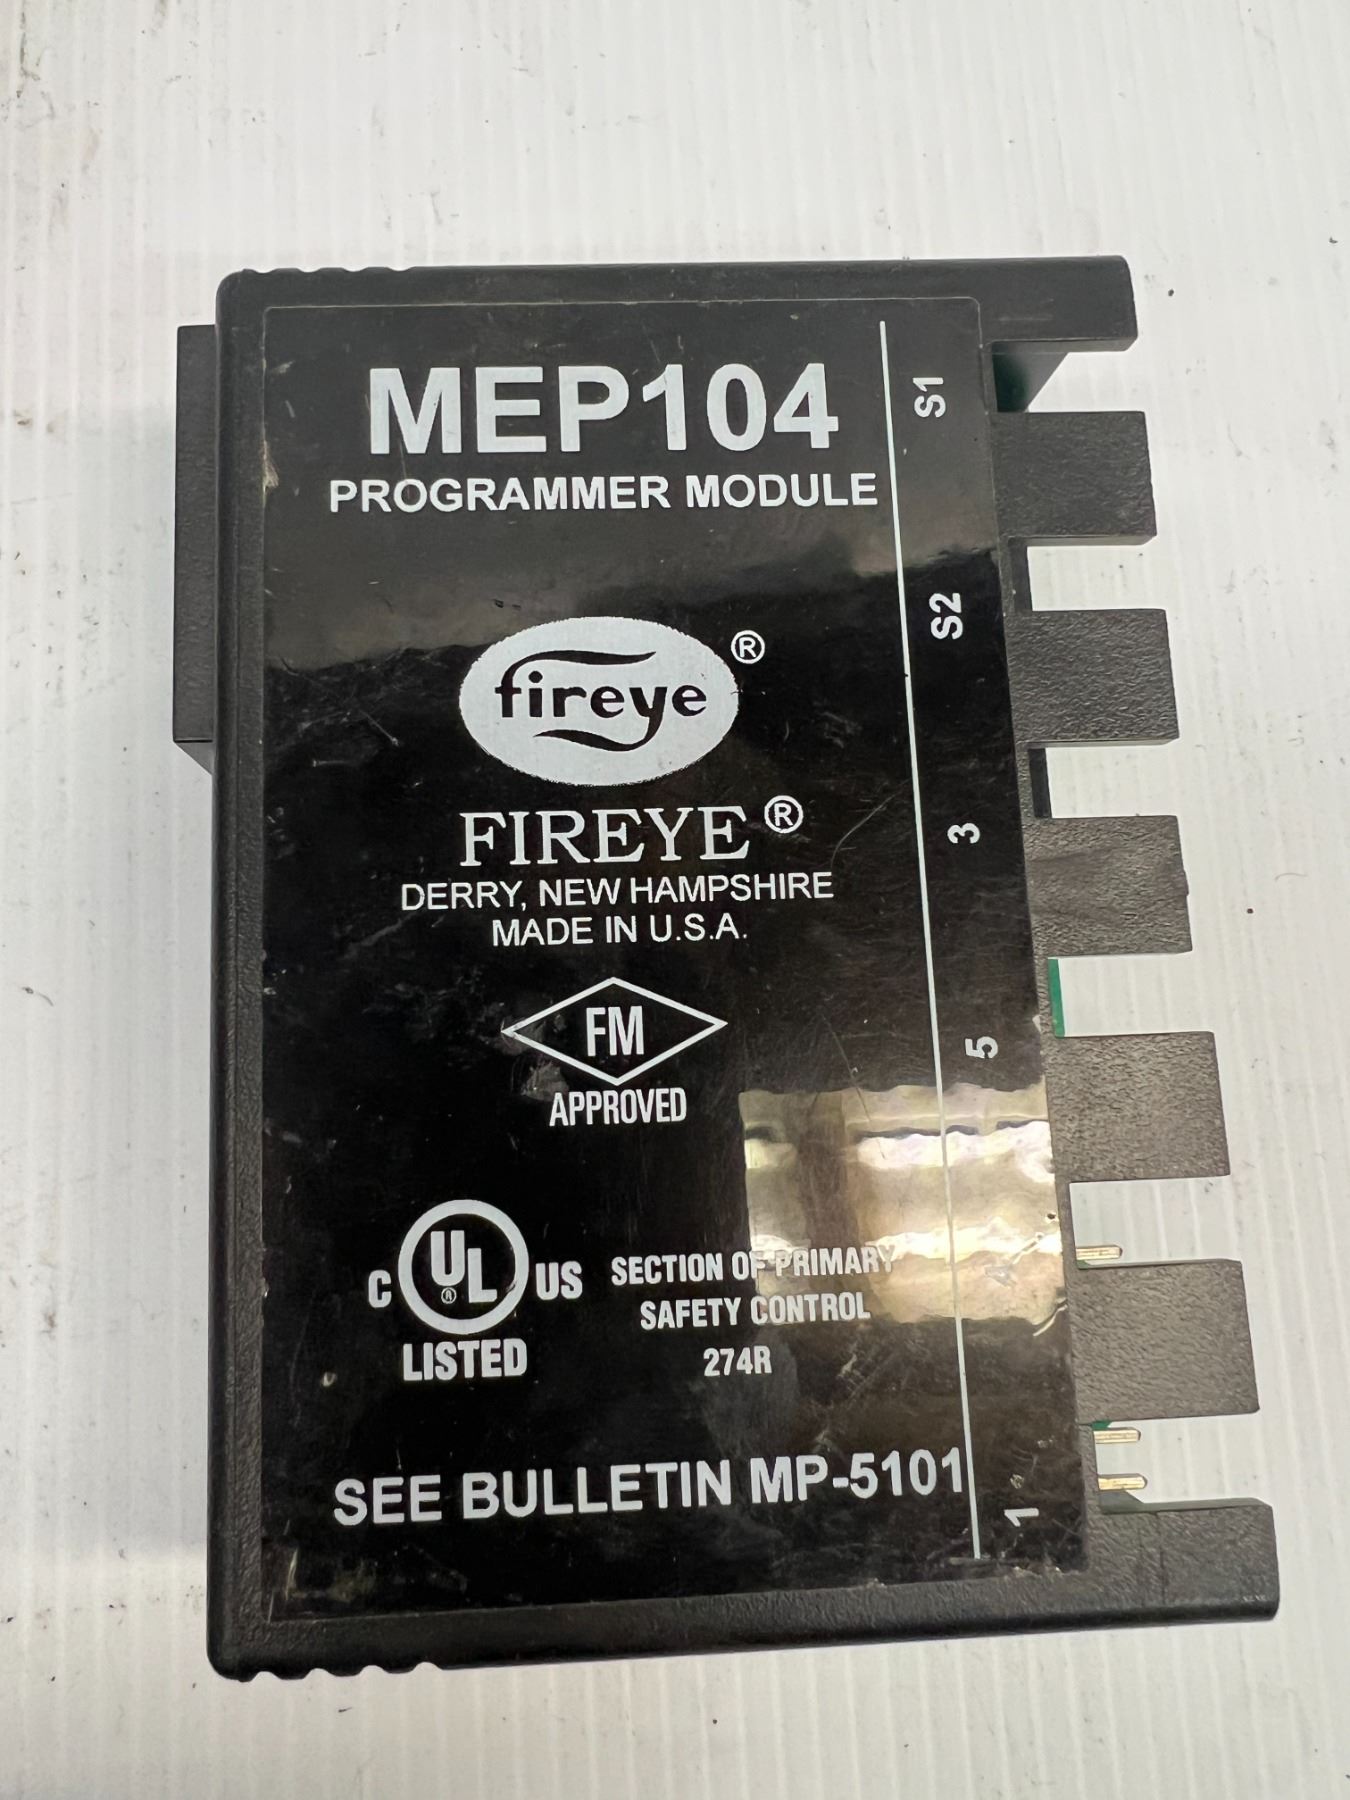 MEP104
PROGRAMMER MODULE
fireye ®
FIREYE ®
DERRY, NEW HAMPSHIRE
MADE IN U.S.A.
FM
APPROVED
C UL ® US
LISTED
SECTION OF PRIMARY
SAFETY CONTROL
274R
SEE BULLETIN MP-5101
S1
S2
3
5
4
1